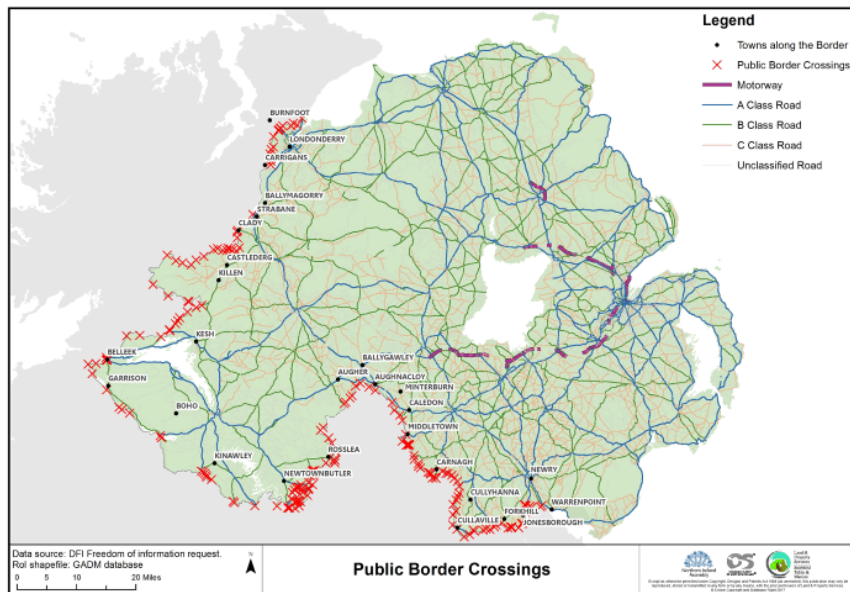 Legend
Towns along the Border
Public Border Crossings
Motorway
A Class Road
B Class Road
C Class Road
Unclassified Road
BURNFOOT
LONDONDERRY
CARRIGANS
BALLYMAGORRY
STRABANE
CLADY
CASTLEDERG
KILLEN
KESH
BELLEEK
GARRISON
BOHO
BALLYGAWLEY
AUGHER
AUGHNACLOY
MINTERBURN
CALEDON
MIDDLETOWN
ROSSLEA
KINAWLEY
NEWTOWNBUTLER
CARNAGH
NEWRY
CULLYHANNA
WARRENPOINT
FORKHILL
JONESBOROUGH
CULLAVILLE
Data source: DFI Freedom of information request.
RoI shapefile: GADM database
0 5 10 20 Miles
N
Public Border Crossings
Northern Ireland
Assembly